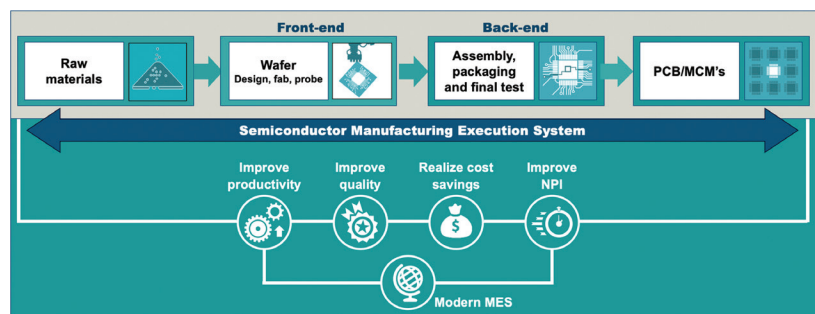 Front-end
Back-end
Raw
materials
Wafer
Design, fab, probe
Assembly,
packaging
and final test
PCB/MCM's
Semiconductor Manufacturing Execution System
Improve
productivity
Improve
quality
Realize cost
savings
Improve
NPI
$
Modern MES